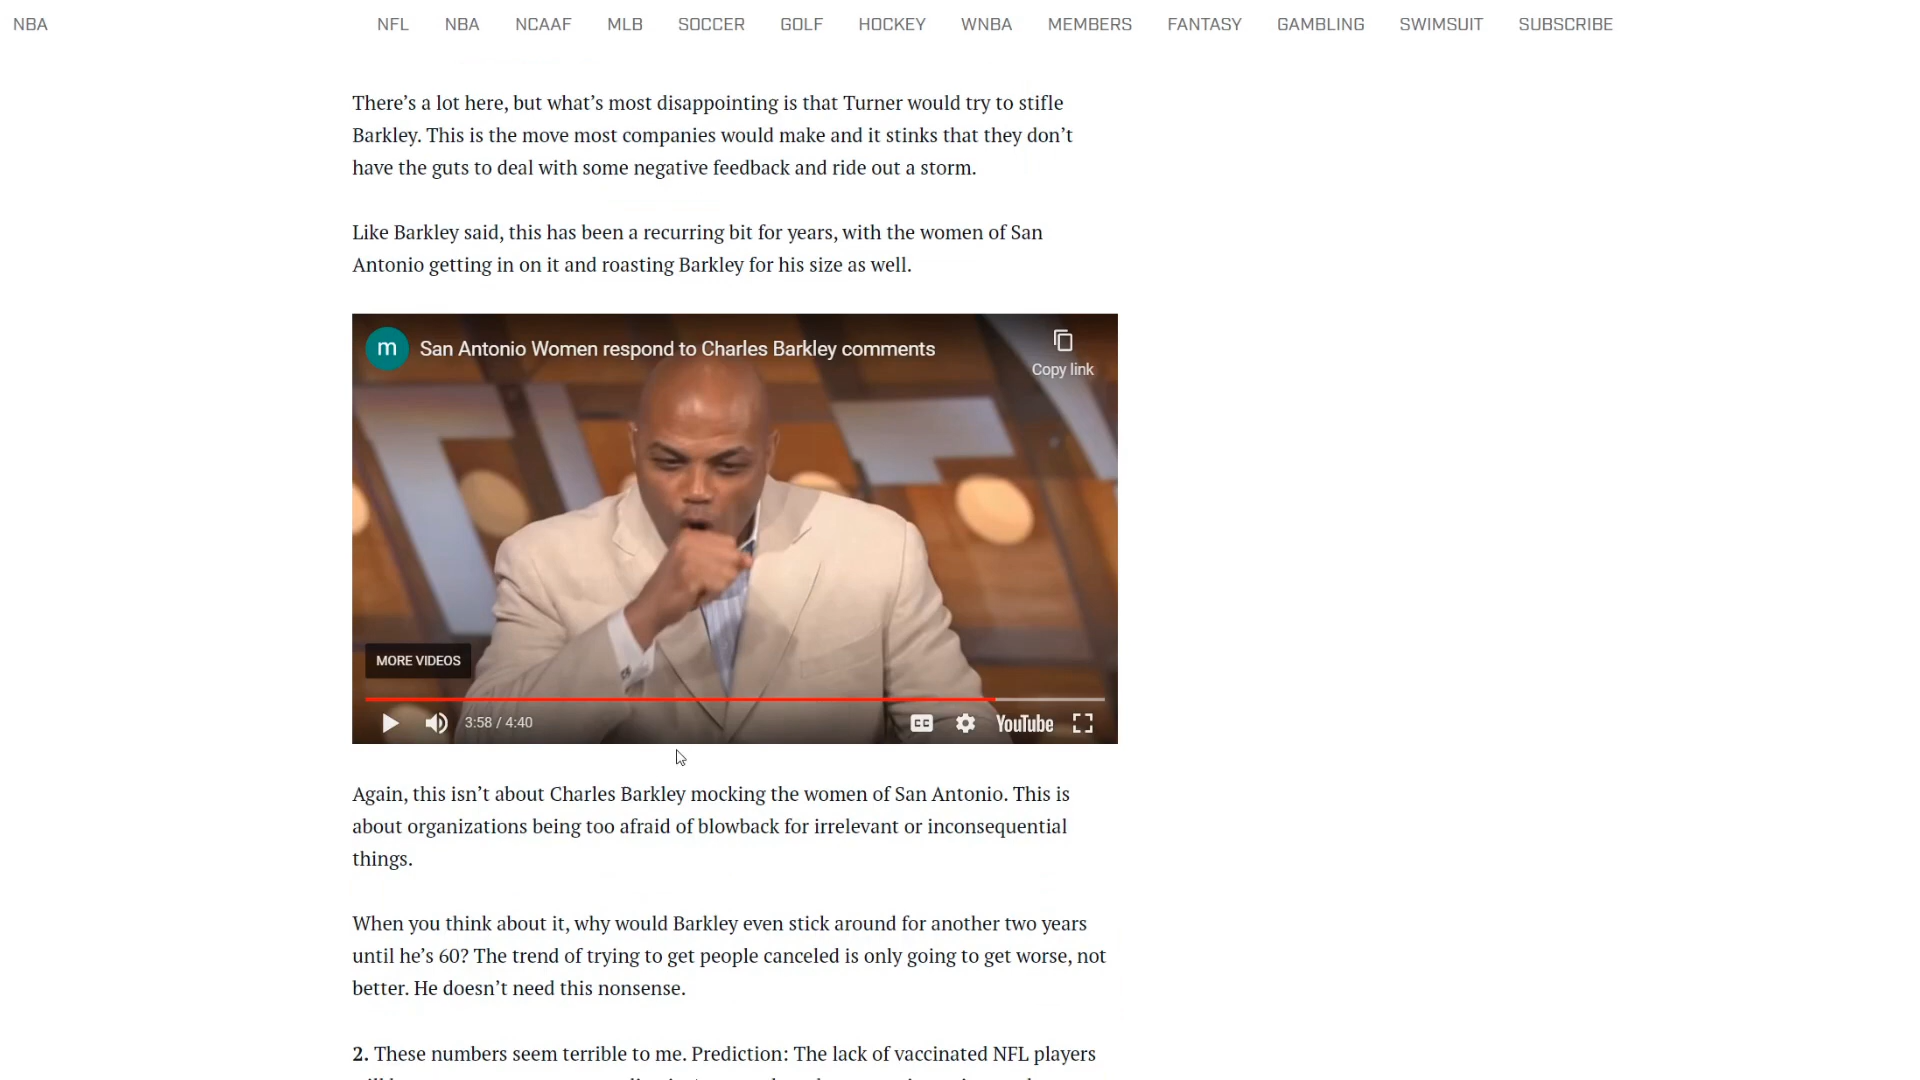 NBA NFL NBA NCAAF MLB SOCCER GOLF HOCKEY WNBA MEMBERS FANTASY GAMBLING SWIMSUIT SUBSCRIBE
There’s a lot here, but what’s most disappointing is that Turner would try to stifle
Barkley. This is the move most companies would make and it stinks that they don’t
have the guts to deal with some negative feedback and ride out a storm.
Like Barkley said, this has been a recurring bit for years, with the women of San
Antonio getting in on it and roasting Barkley for his size as well.
m San Antonio Women respond to Charles Barkley comments
Copy link
MORE VIDEOS
3:58 / 4:40 CC YouTube
Again, this isn’t about Charles Barkley mocking the women of San Antonio. This is
about organizations being too afraid of blowback for irrelevant or inconsequential
things.
When you think about it, why would Barkley even stick around for another two years
until he’s 60? The trend of trying to get people canceled is only going to get worse, not
better. He doesn’t need this nonsense.
2. These numbers seem terrible to me. Prediction: The lack of vaccinated NFL players